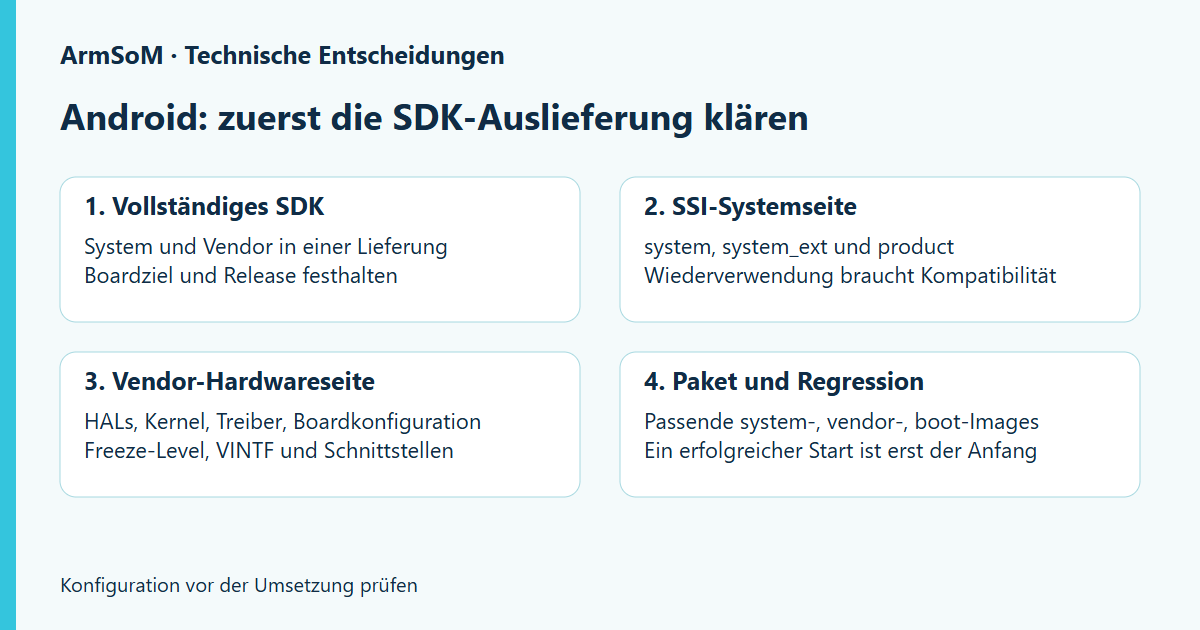 ArmSoM · Technische Entscheidungen
Android: zuerst die SDK-Auslieferung klären
1. Vollständiges SDK
System und Vendor in einer Lieferung
Boardziel und Release festhalten
2. SSI-Systemseite
system, system_ext und product
Wiederverwendung braucht Kompatibilität
3. Vendor-Hardwareseite
HALs, Kernel, Treiber, Boardkonfiguration
Freeze-Level, VINTF und Schnittstellen
4. Paket und Regression
Passende system-, vendor-, boot-Images
Ein erfolgreicher Start ist erst der Anfang
Konfiguration vor der Umsetzung prüfen